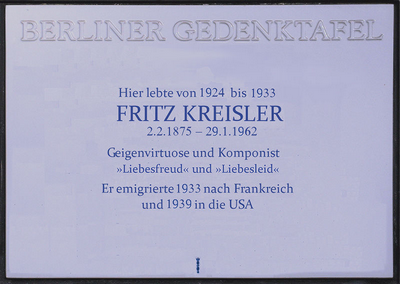 BERLINER GEDENKTAFEL
Hier lebte von 1924 bis 1933
FRITZ KREISLER
2.2.1875 – 29.1.1962
Geigenvirtuose und Komponist
»Liebesfreud« und »Liebesleid«
Er emigrierte 1933 nach Frankreich
und 1939 in die USA